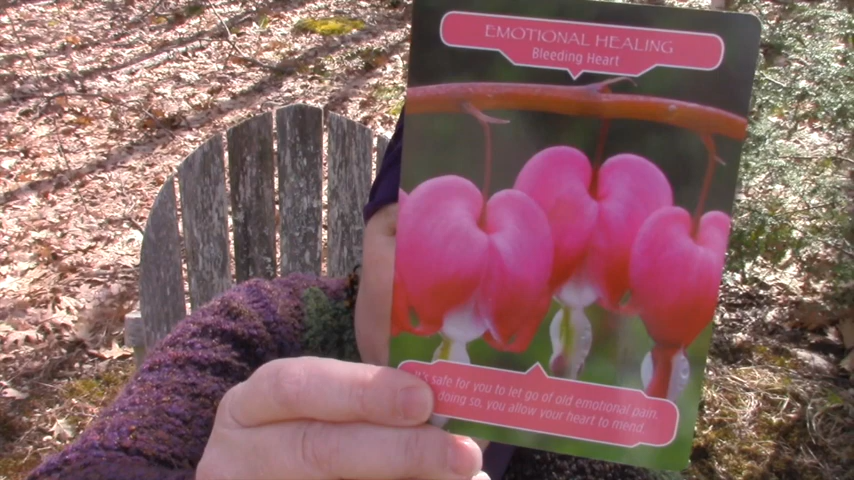 EMOTIONAL HEALING
Bleeding Heart
It's safe for you to let go of old emotional pain.
doing so, you allow your heart to mend.